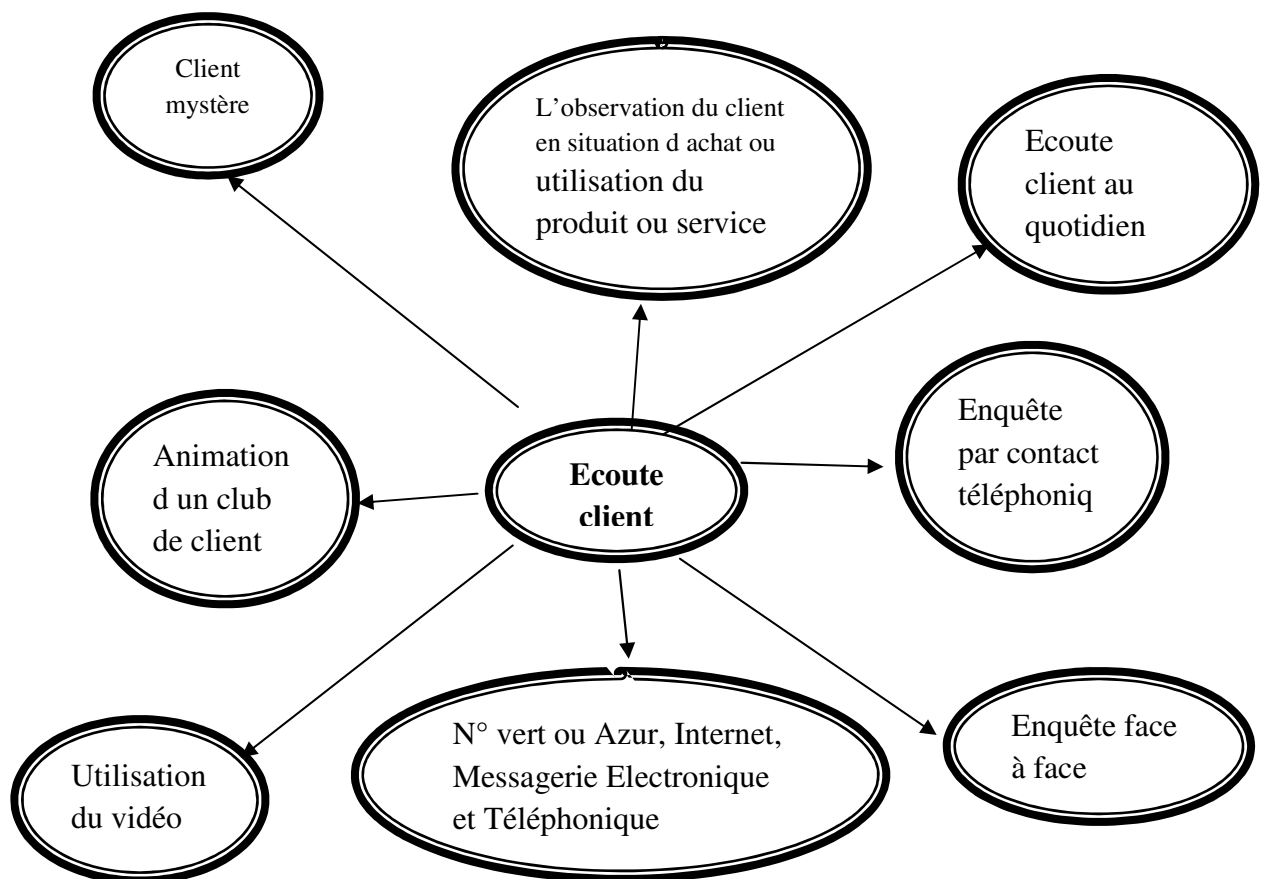 Client
mystère
L’observation du client
en situation d achat ou
utilisation du
produit ou service
Ecoute
client au
quotidien
Animation
d un club
de client
Ecoute
client
Enquête
par contact
téléphoniq
Utilisation
du vidéo
N° vert ou Azur, Internet,
Messagerie Electronique
et Téléphonique
Enquête face
à face